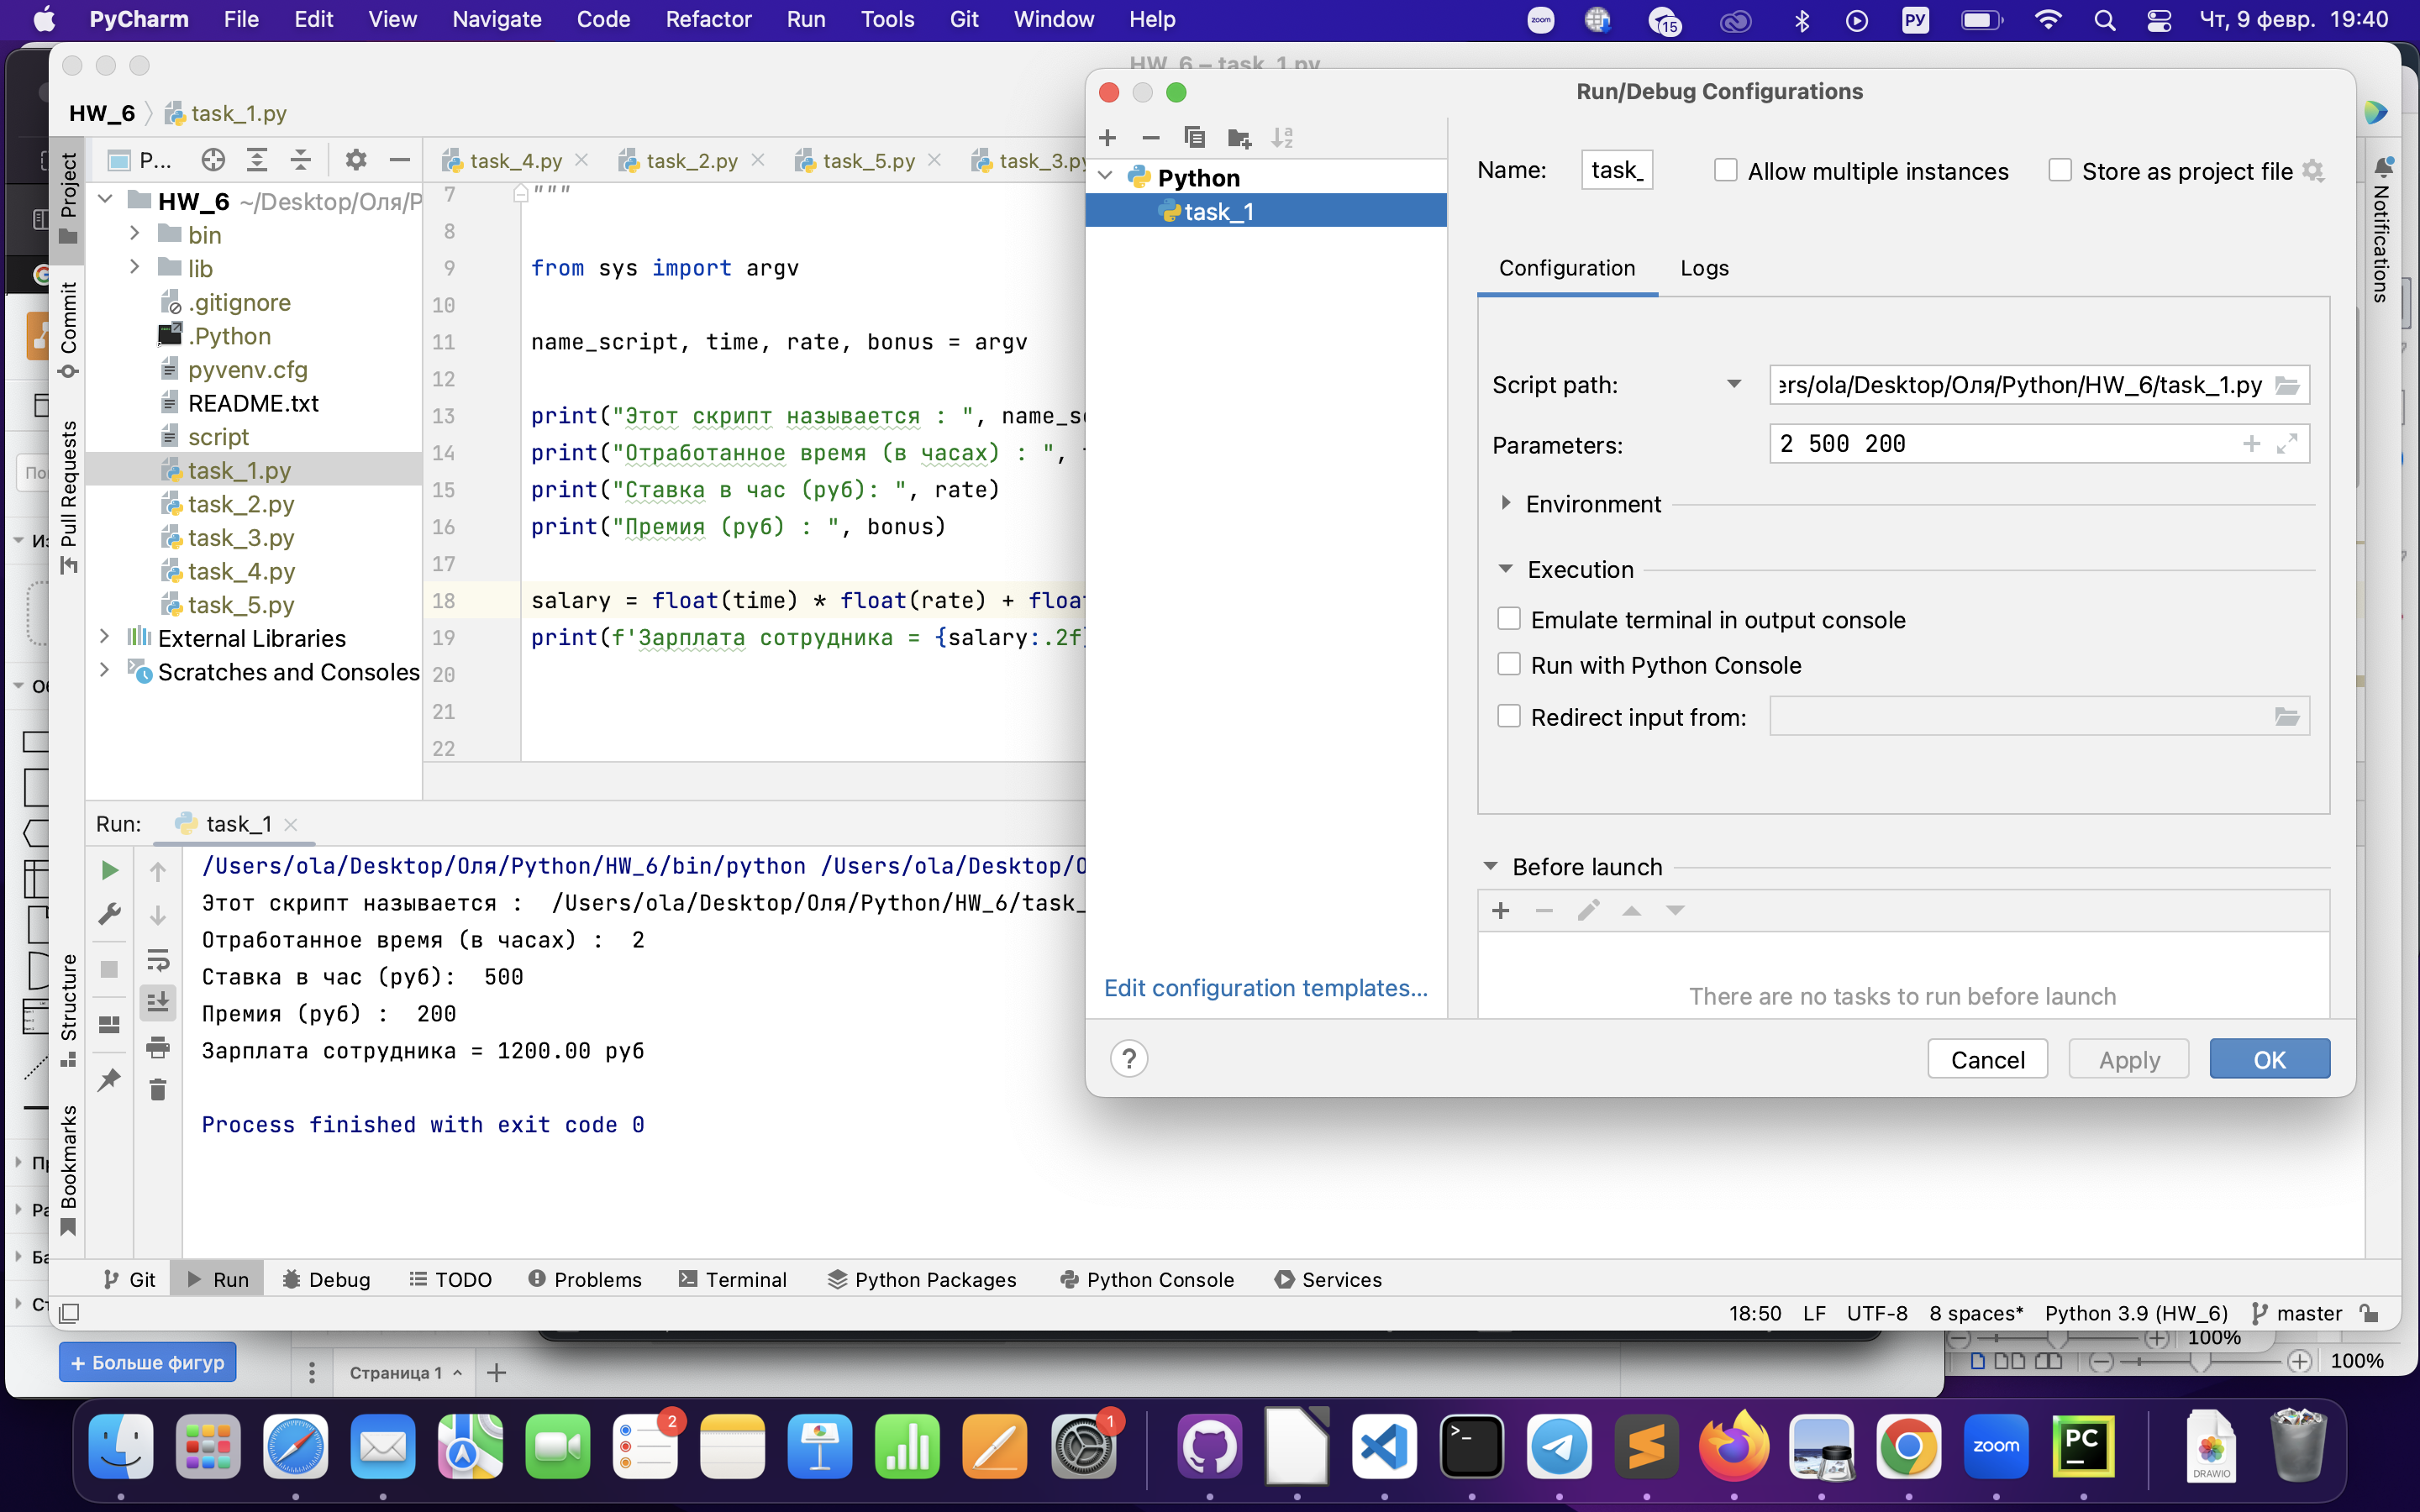 PyCharm File Edit View Navigate Code Refactor Run Tools Git Window Help
zoom 15 РУ Чт, 9 февр. 19:40
HW_6 – task_1.py
HW_6 task_1.py
P...
task_4.py task_2.py task_5.py task_3.py
Project
Commit
Pull Requests
Structure
Bookmarks
HW_6 ~/Desktop/Оля/P
bin
lib
.gitignore
.Python
pyvenv.cfg
README.txt
script
task_1.py
task_2.py
task_3.py
task_4.py
task_5.py
External Libraries
Scratches and Consoles
7 """
8
9 from sys import argv
10
11 name_script, time, rate, bonus = argv
12
13 print("Этот скрипт называется : ", name_s
14 print("Отработанное время (в часах) : ",
15 print("Ставка в час (руб): ", rate)
16 print("Премия (руб) : ", bonus)
17
18 salary = float(time) * float(rate) + floa
19 print(f'Зарплата сотрудника = {salary:.2f}
20
21
22
Run: task_1
/Users/ola/Desktop/Оля/Python/HW_6/bin/python /Users/ola/Desktop/О
Этот скрипт называется :  /Users/ola/Desktop/Оля/Python/HW_6/task_
Отработанное время (в часах) :  2
Ставка в час (руб):  500
Премия (руб) :  200
Зарплата сотрудника = 1200.00 руб
Process finished with exit code 0
Run/Debug Configurations
Python
task_1
Edit configuration templates...
Name: task_ Allow multiple instances Store as project file
Configuration Logs
Script path: ers/ola/Desktop/Оля/Python/HW_6/task_1.py
Parameters: 2 500 200
Environment
Execution
Emulate terminal in output console
Run with Python Console
Redirect input from:
Before launch
There are no tasks to run before launch
? Cancel Apply OK
Notifications
Git Run Debug TODO Problems Terminal Python Packages Python Console Services
18:50 LF UTF-8 8 spaces* Python 3.9 (HW_6) master
+ Больше фигур
Страница 1
100%
100%
2 1
zoom PC
DRAWIO